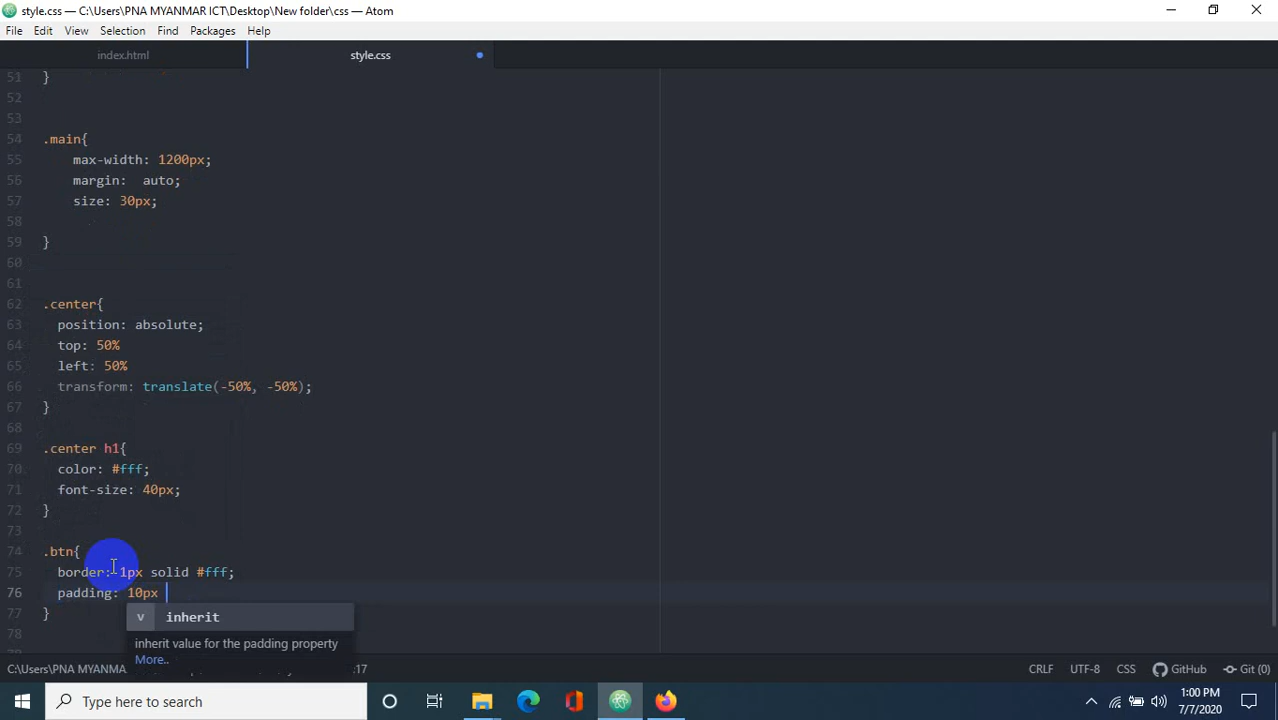 style.css — C:\Users\PNA MYANMAR ICT\Desktop\New folder\css — Atom
File Edit View Selection Find Packages Help
index.html style.css
51 }
52
53
54 .main{
55 max-width: 1200px;
56 margin:  auto;
57 size: 30px;
58
59 }
60
61
62 .center{
63 position: absolute;
64 top: 50%
65 left: 50%
66 transform: translate(-50%, -50%);
67 }
68
69 .center h1{
70 color: #fff;
71 font-size: 40px;
72 }
73
74 .btn{
75 border: 1px solid #fff;
76 padding: 10px
v inherit
77 }
inherit value for the padding property
78
More..
C:\Users\PNA MYANMA :17 CRLF UTF-8 CSS GitHub Git (0)
Type here to search
1:00 PM
7/7/2020